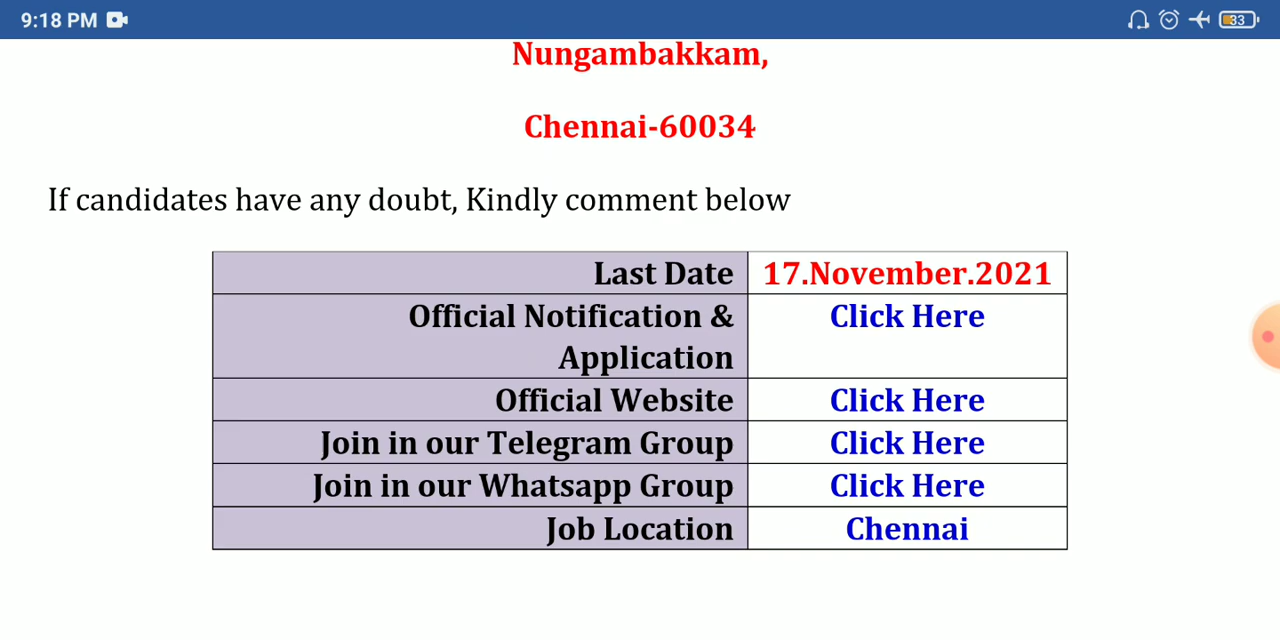 9:18 PM
33
Nungambakkam,
Chennai-60034
If candidates have any doubt, Kindly comment below
Last Date 17.November.2021
Official Notification & Click Here
Application
Official Website Click Here
Join in our Telegram Group Click Here
Join in our Whatsapp Group Click Here
Job Location Chennai